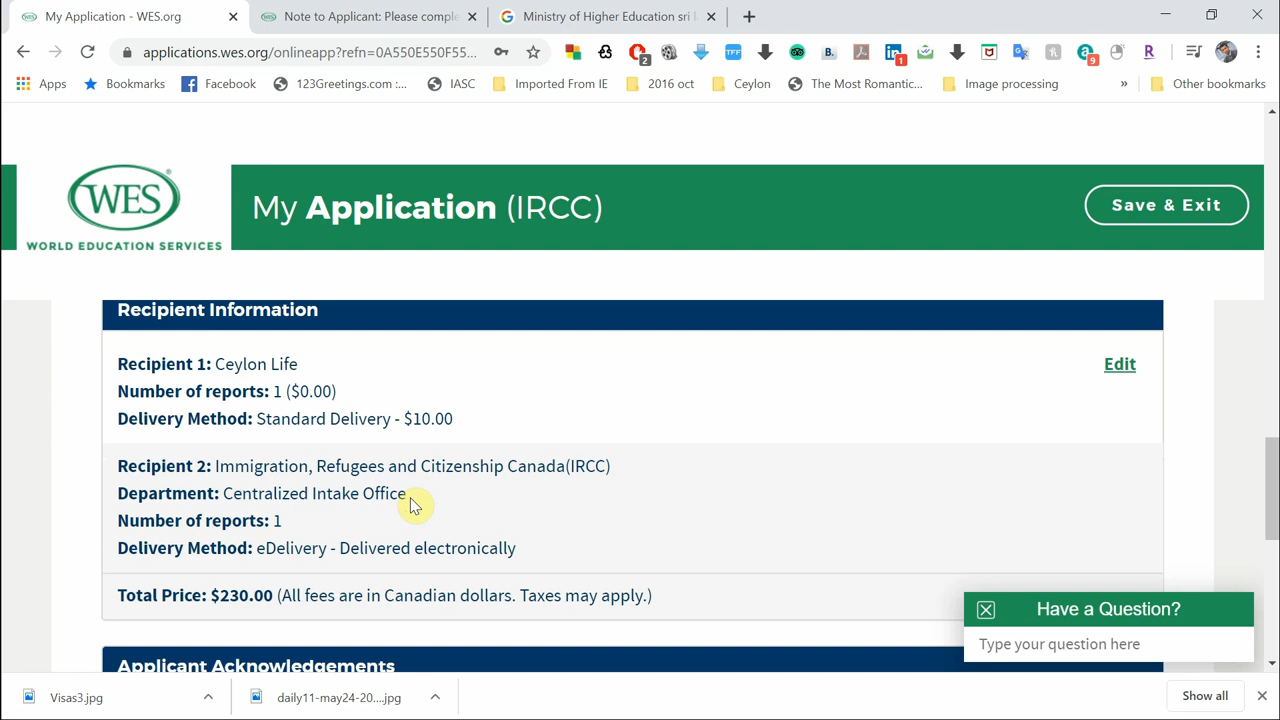 My Application - WES.org
Note to Applicant: Please comple
Ministry of Higher Education sri l
applications.wes.org/onlineapp?refn=0A550E550F55...
2
TFF
B.
1
a
9
R
Apps
Bookmarks
Facebook
123Greetings.com :...
IASC
Imported From IE
2016 oct
Ceylon
The Most Romantic...
Image processing
»
Other bookmarks
WES
WORLD EDUCATION SERVICES
My Application (IRCC)
Save & Exit
Recipient Information
Recipient 1: Ceylon Life
Edit
Number of reports: 1 ($0.00)
Delivery Method: Standard Delivery - $10.00
Recipient 2: Immigration, Refugees and Citizenship Canada(IRCC)
Department: Centralized Intake Office
Number of reports: 1
Delivery Method: eDelivery - Delivered electronically
Total Price: $230.00 (All fees are in Canadian dollars. Taxes may apply.)
Have a Question?
Type your question here
Applicant Acknowledgements
Visas3.jpg
daily11-may24-20....jpg
Show all